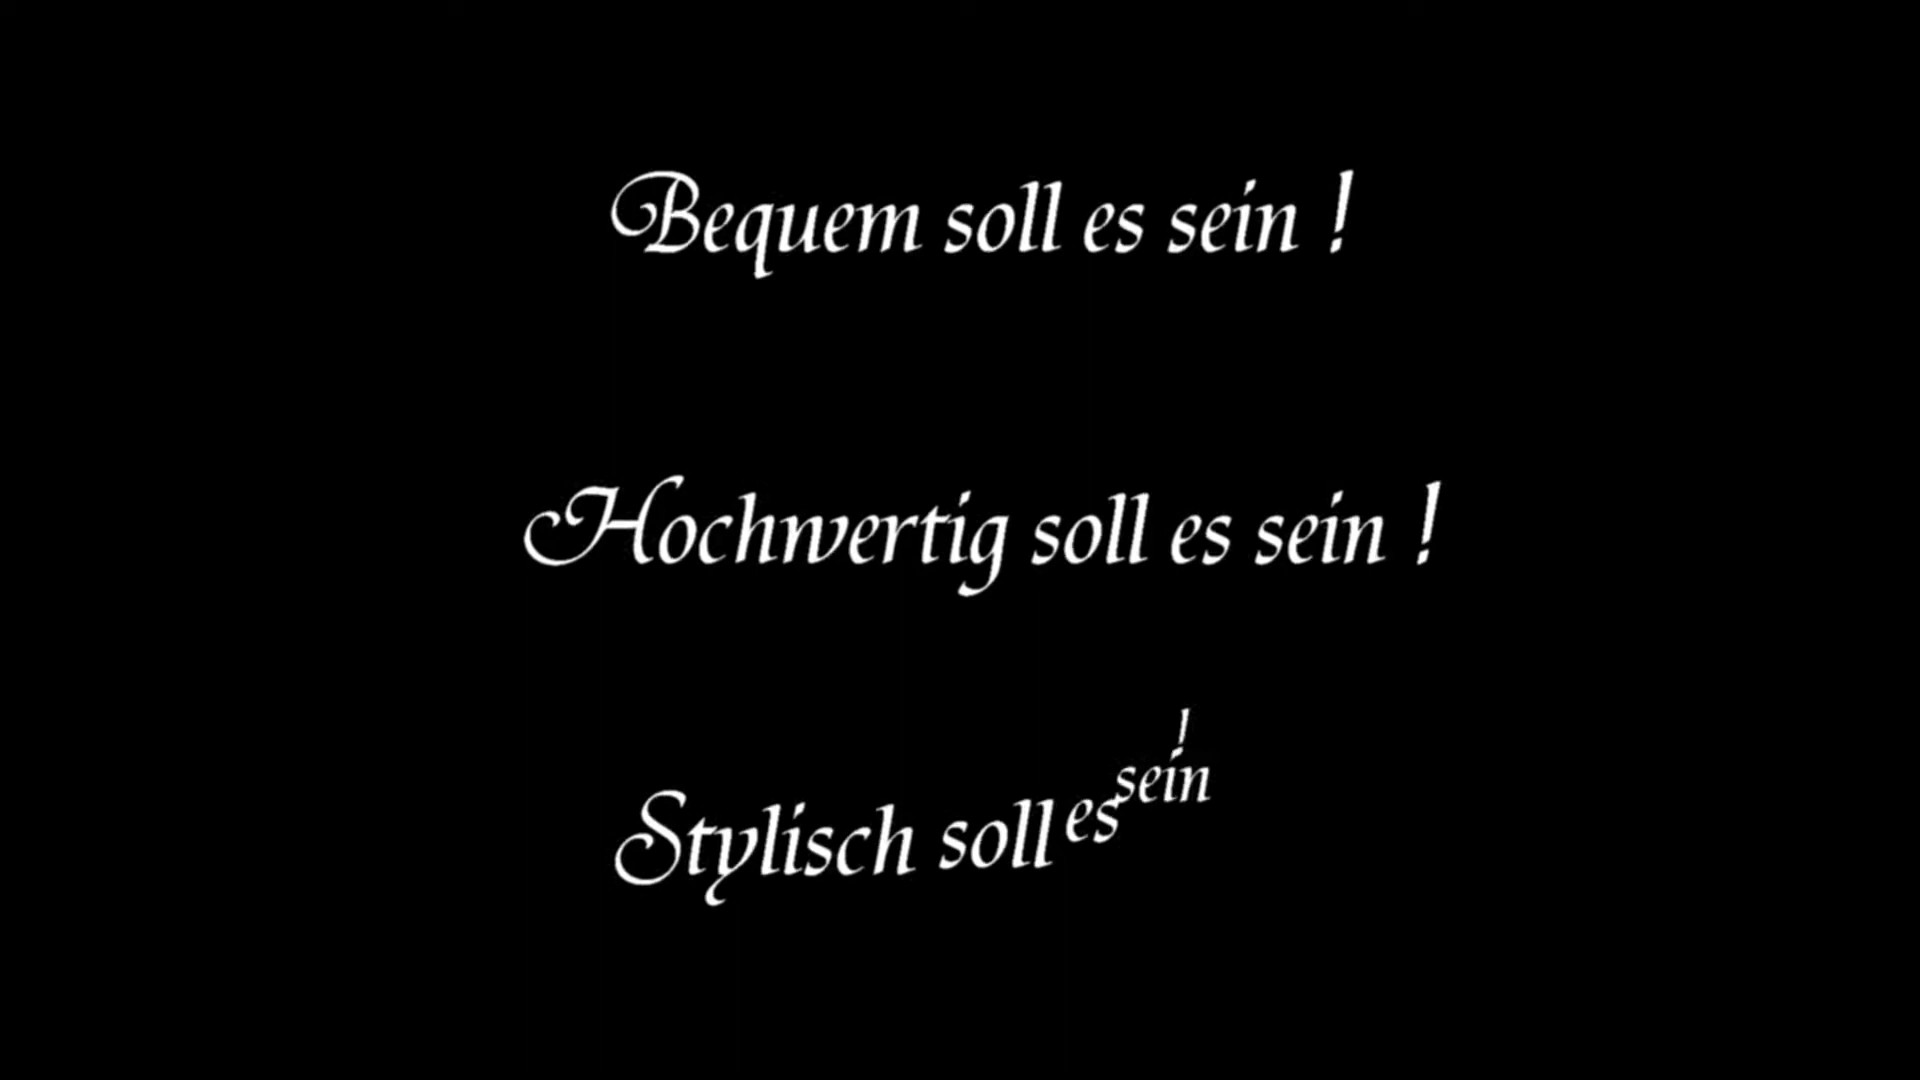 Bequem soll es sein !
Hochwertig soll es sein !
Stylisch soll es sein !